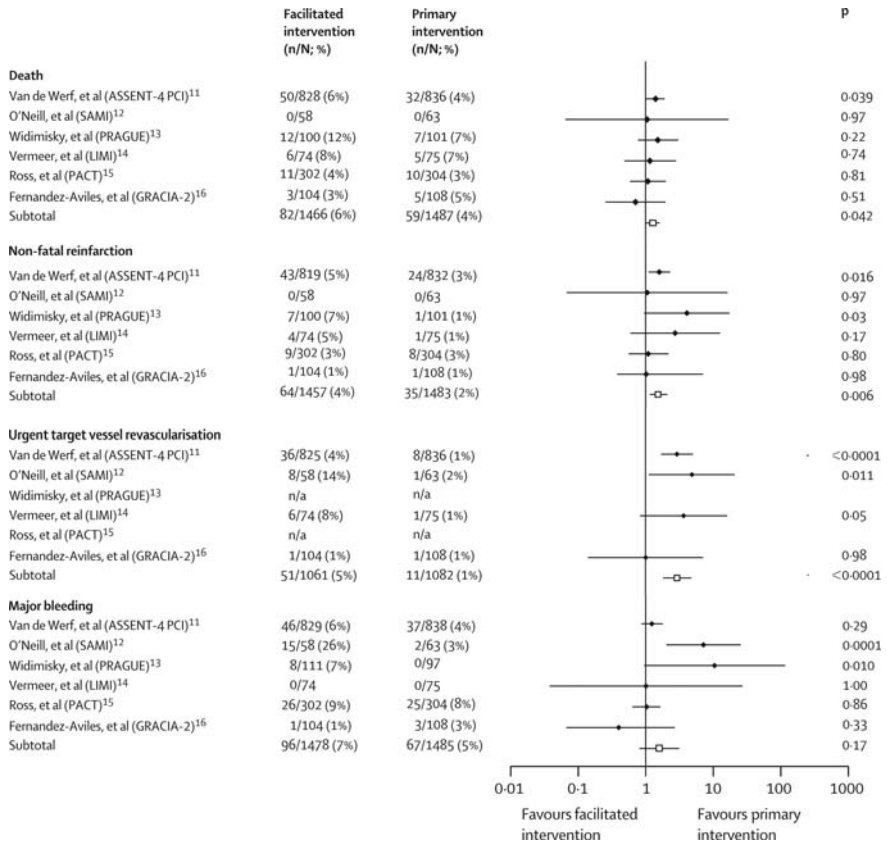 Facilitated intervention (n/N; %) Primary intervention (n/N; %) p
Death
Van de Werf, et al (ASSENT-4 PCI)11 50/828 (6%) 32/836 (4%) 0·039
O'Neill, et al (SAMI)12 0/58 0/63 0·97
Widimisky, et al (PRAGUE)13 12/100 (12%) 7/101 (7%) 0·22
Vermeer, et al (LIMI)14 6/74 (8%) 5/75 (7%) 0·74
Ross, et al (PACT)15 11/302 (4%) 10/304 (3%) 0·81
Fernandez-Aviles, et al (GRACIA-2)16 3/104 (3%) 5/108 (5%) 0·51
Subtotal 82/1466 (6%) 59/1487 (4%) 0·042
Non-fatal reinfarction
Van de Werf, et al (ASSENT-4 PCI)11 43/819 (5%) 24/832 (3%) 0·016
O'Neill, et al (SAMI)12 0/58 0/63 0·97
Widimisky, et al (PRAGUE)13 7/100 (7%) 1/101 (1%) 0·03
Vermeer, et al (LIMI)14 4/74 (5%) 1/75 (1%) 0·17
Ross, et al (PACT)15 9/302 (3%) 8/304 (3%) 0·80
Fernandez-Aviles, et al (GRACIA-2)16 1/104 (1%) 1/108 (1%) 0·98
Subtotal 64/1457 (4%) 35/1483 (2%) 0·006
Urgent target vessel revascularisation
Van de Werf, et al (ASSENT-4 PCI)11 36/825 (4%) 8/836 (1%) <0·0001
O'Neill, et al (SAMI)12 8/58 (14%) 1/63 (2%) 0·011
Widimisky, et al (PRAGUE)13 n/a n/a
Vermeer, et al (LIMI)14 6/74 (8%) 1/75 (1%) 0·05
Ross, et al (PACT)15 n/a n/a
Fernandez-Aviles, et al (GRACIA-2)16 1/104 (1%) 1/108 (1%) 0·98
Subtotal 51/1061 (5%) 11/1082 (1%) <0·0001
Major bleeding
Van de Werf, et al (ASSENT-4 PCI)11 46/829 (6%) 37/838 (4%) 0·29
O'Neill, et al (SAMI)12 15/58 (26%) 2/63 (3%) 0·0001
Widimisky, et al (PRAGUE)13 8/111 (7%) 0/97 0·010
Vermeer, et al (LIMI)14 0/74 0/75 1·00
Ross, et al (PACT)15 26/302 (9%) 25/304 (8%) 0·86
Fernandez-Aviles, et al (GRACIA-2)16 1/104 (1%) 3/108 (3%) 0·33
Subtotal 96/1478 (7%) 67/1485 (5%) 0·17
0·01 0·1 1 10 100 1000
Favours facilitated intervention Favours primary intervention